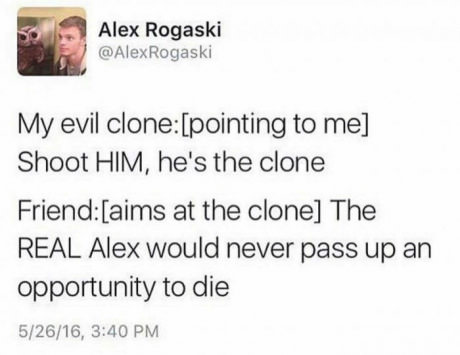 Alex Rogaski
@AlexRogaski
My evil clone:[pointing to me]
Shoot HIM, he's the clone
Friend:[aims at the clone] The
REAL Alex would never pass up an
opportunity to die
5/26/16, 3:40 PM